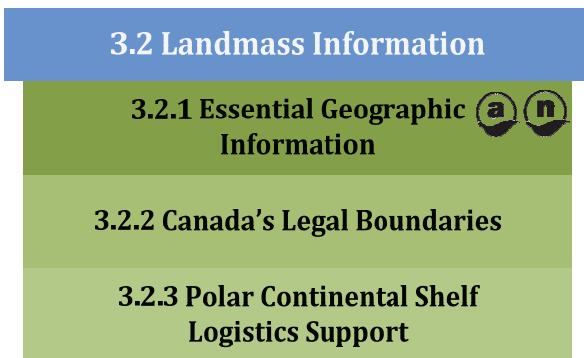 3.2 Landmass Information
3.2.1 Essential Geographic a n
Information
3.2.2 Canada’s Legal Boundaries
3.2.3 Polar Continental Shelf
Logistics Support